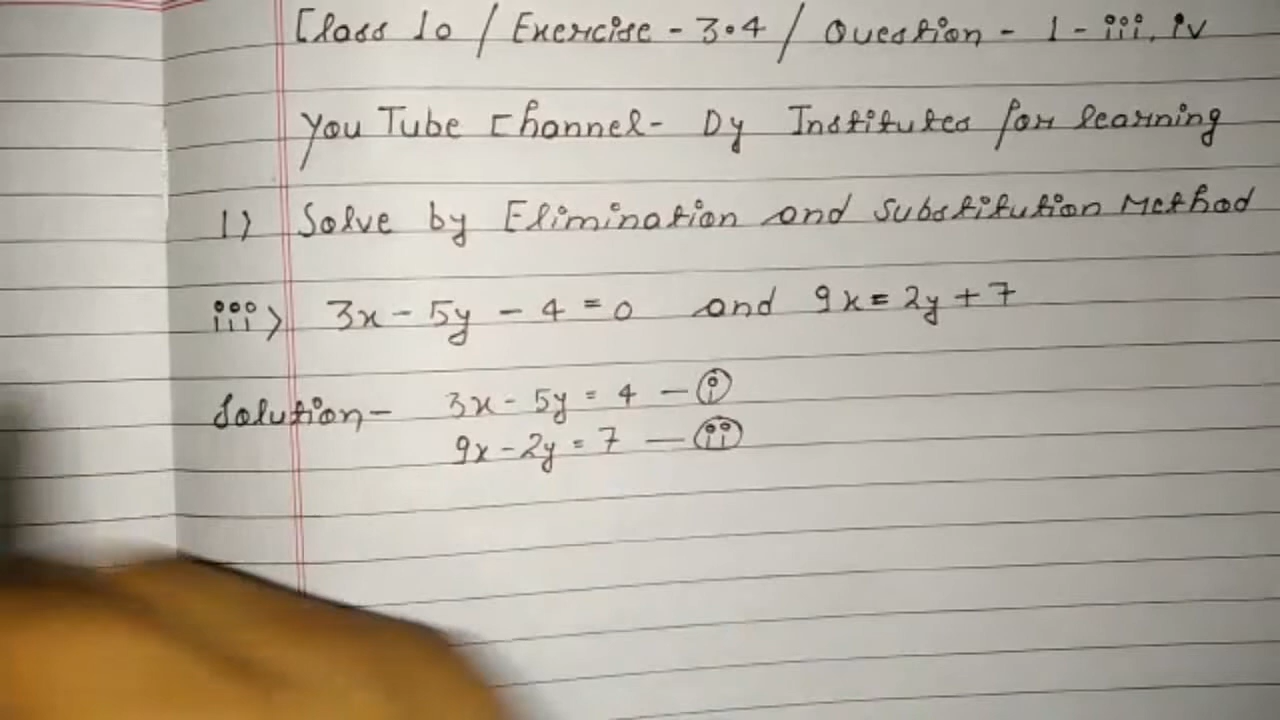 Class 10 / Exercise - 3.4 / Question - 1 - iii, iv
You Tube Channel - Dy Institutes for learning
1) Solve by Elimination and Substitution Method
iii> 3x - 5y - 4 = 0 and 9x = 2y + 7
Solution - 3x - 5y = 4 — (i)
9x - 2y = 7 — (ii)